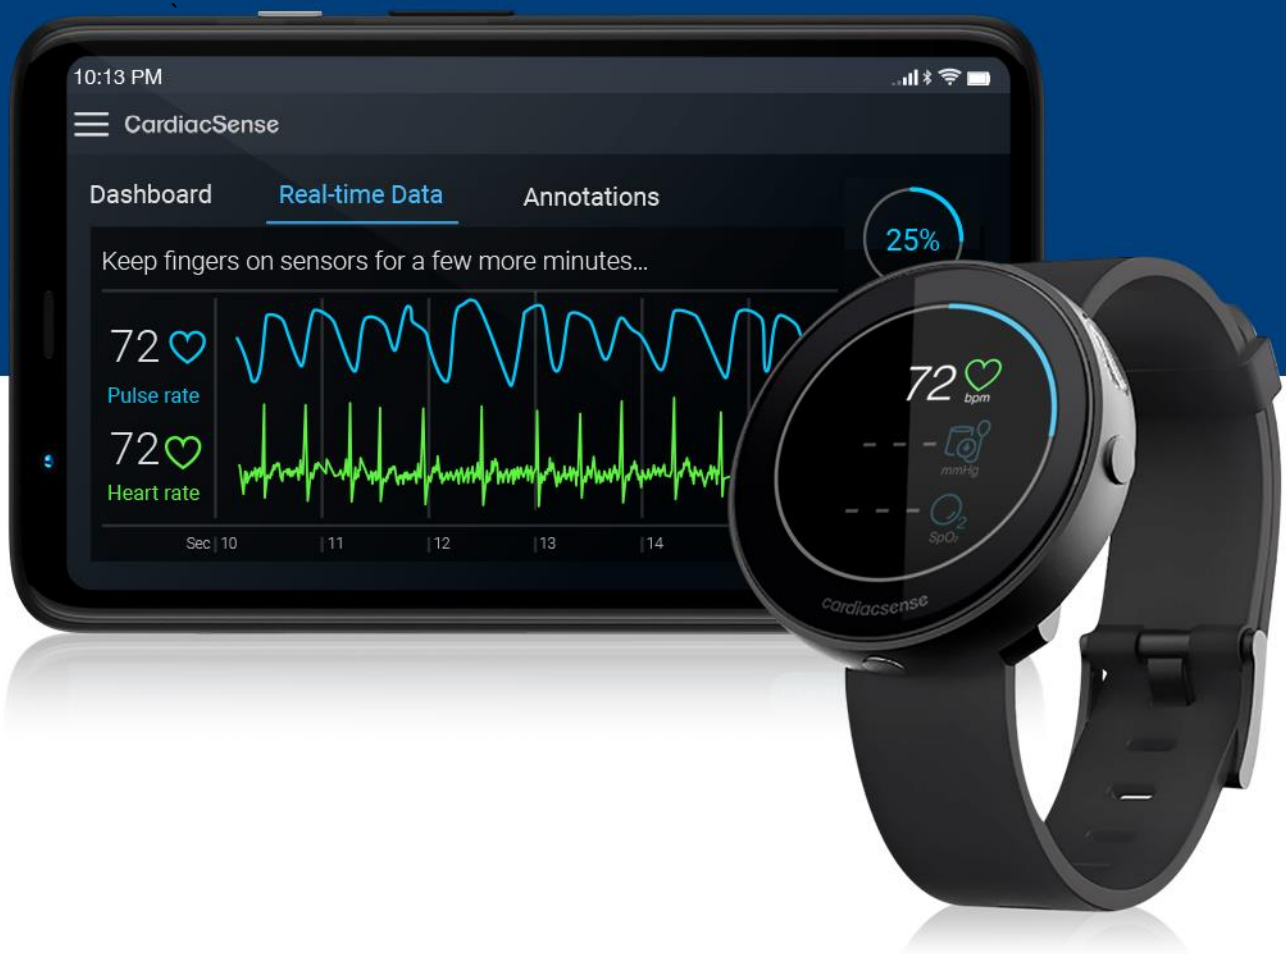 10:13 PM
CardiacSense
Dashboard Real-time Data Annotations
25%
Keep fingers on sensors for a few more minutes...
72
Pulse rate
72
Heart rate
Sec 10 11 12 13 14
72
bpm
---
mmHg
---
O2
SpO2
cardiacsense